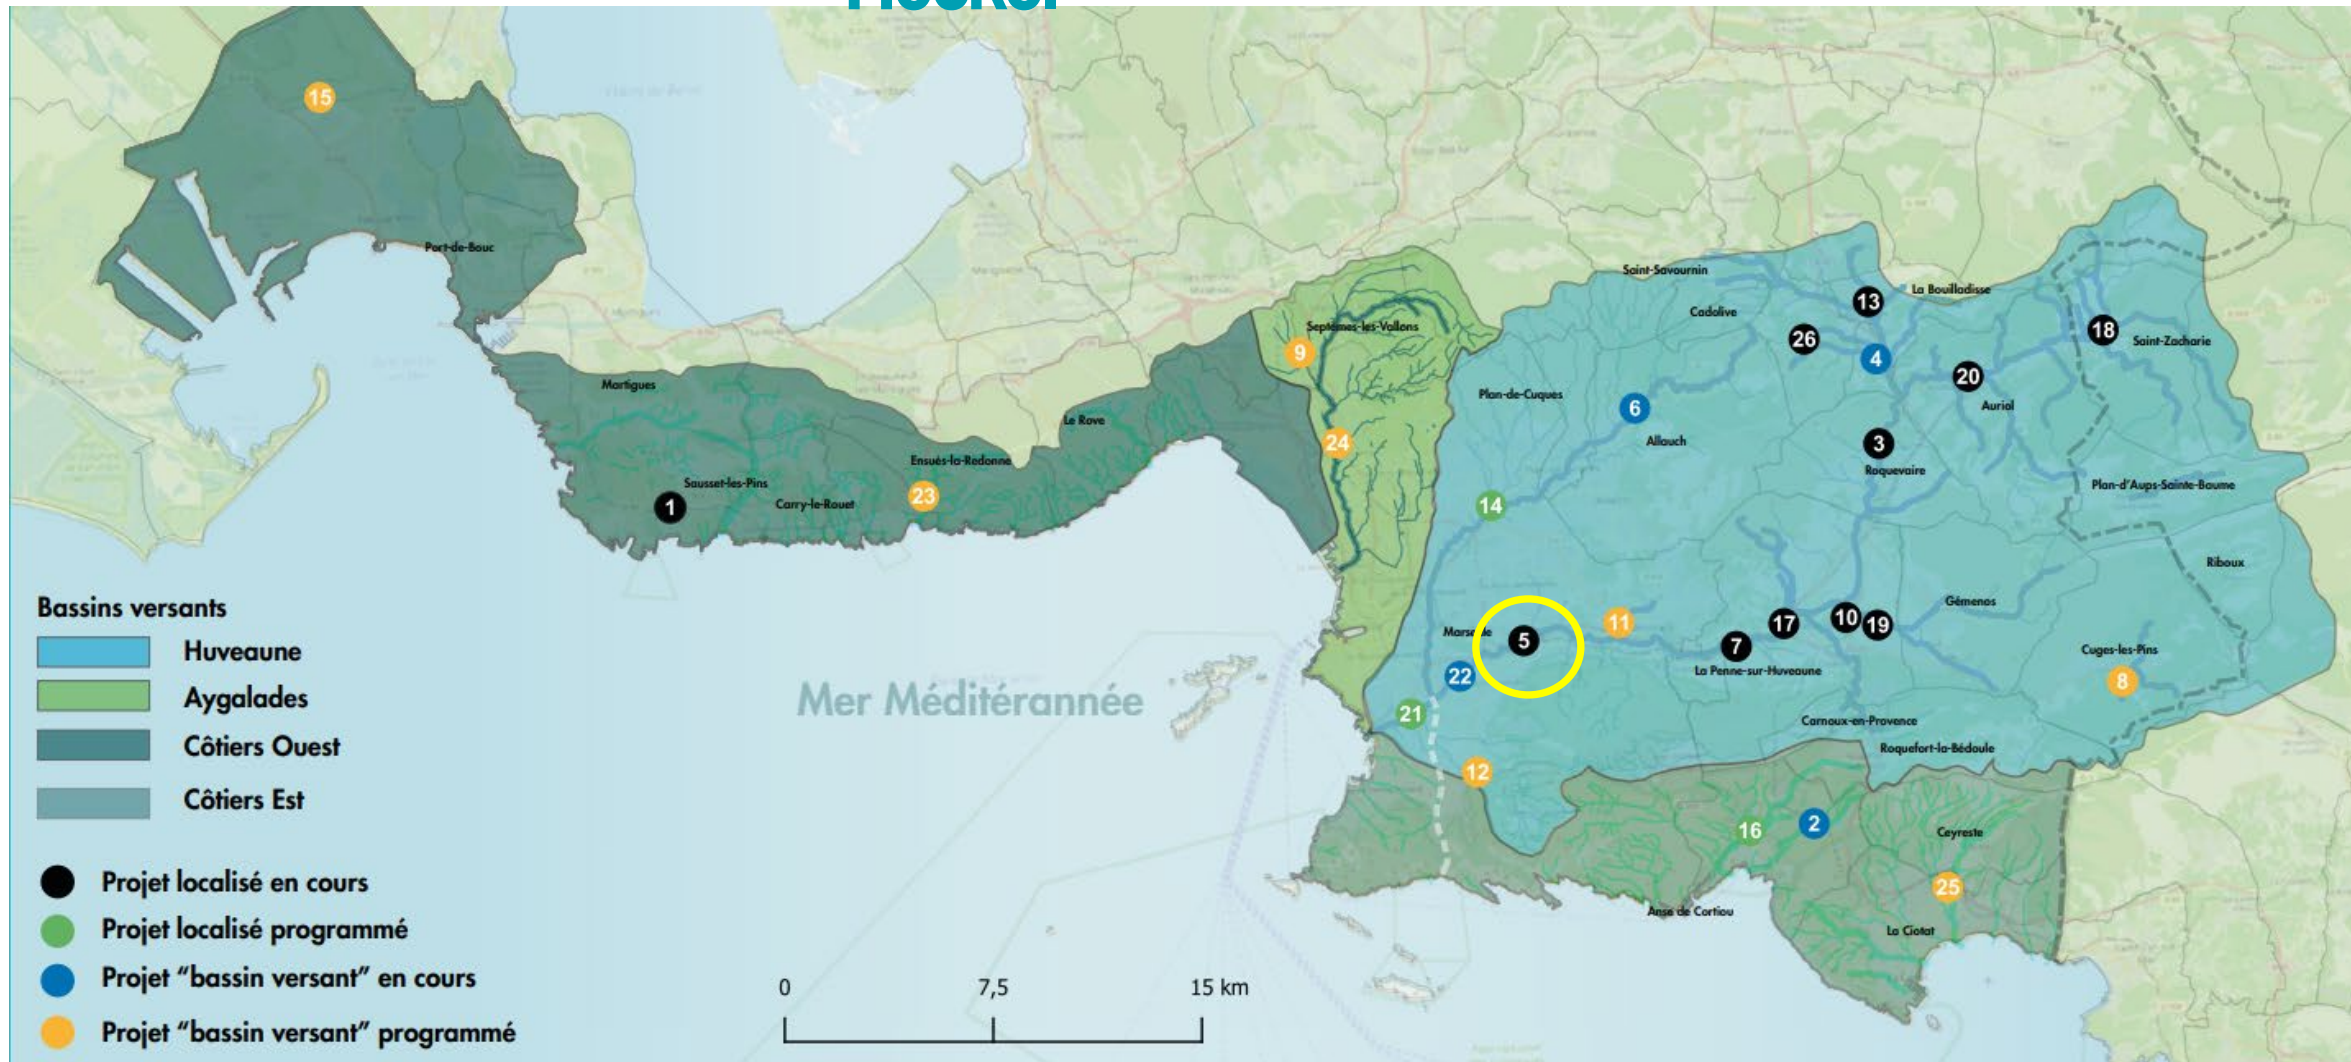 15
Port-de-Bouc
Saint-Savournin
13
La Bouilladisse
Cadolive
Septèmes-les-Vallons
9
26
18
Saint-Zacharie
4
Martigues
20
Plan-de-Cuques
6
Auriol
Le Rove
24
Allauch
3
Ensuès-la-Redonne
Roquevaire
Sausset-les-Pins
Plan-d'Aups-Sainte-Baume
23
1
Carry-le-Rouet
14
Riboux
Bassins versants
Gémenos
Huveaune
Aygalades
Côtiers Ouest
Côtiers Est
11
10
17
19
Marseille
5
7
Cuges-les-Pins
La Penne-sur-Huveaune
22
8
Mer Méditérannée
21
Carnoux-en-Provence
Roquefort-la-Bédoule
12
2
16
Ceyreste
25
Anse de Cortiou
La Ciotat
Projet localisé en cours
Projet localisé programmé
Projet "bassin versant" en cours
Projet "bassin versant" programmé
0 7,5 15 km